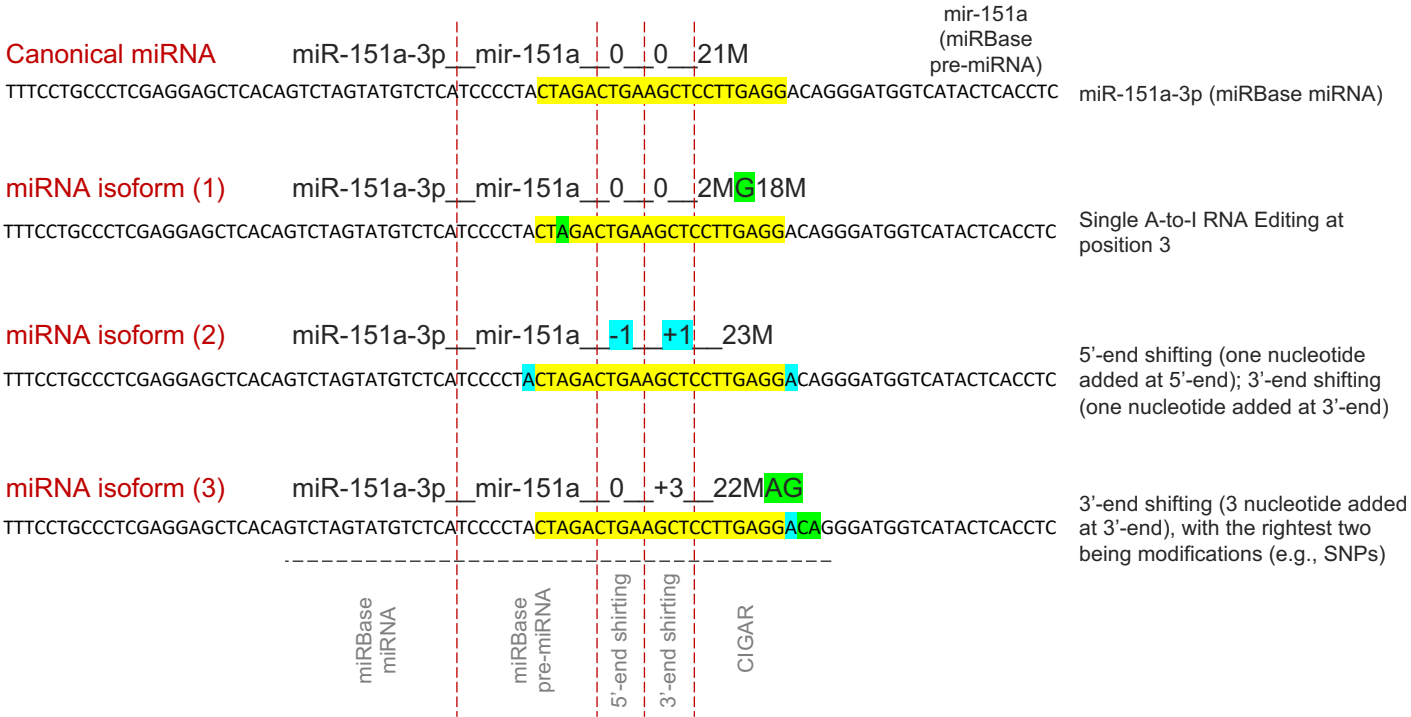 mir-151a
(miRBase
pre-miRNA)
Canonical miRNA miR-151a-3p__mir-151a__0__0__21M
TTTCCTGCCCTCGAGGAGCTCACAGTCTAGTATGTCTCATCCCCTACTAGACTGAAGCTCCTTGAGGACAGGGATGGTCATACTCACCTC
miR-151a-3p (miRBase miRNA)
miRNA isoform (1) miR-151a-3p__mir-151a__0__0__2MG18M
TTTCCTGCCCTCGAGGAGCTCACAGTCTAGTATGTCTCATCCCCTACTAGACTGAAGCTCCTTGAGGACAGGGATGGTCATACTCACCTC
Single A-to-I RNA Editing at
position 3
miRNA isoform (2) miR-151a-3p__mir-151a__-1__+1__23M
TTTCCTGCCCTCGAGGAGCTCACAGTCTAGTATGTCTCATCCCCTACTAGACTGAAGCTCCTTGAGGACAGGGATGGTCATACTCACCTC
5’-end shifting (one nucleotide
added at 5’-end); 3’-end shifting
(one nucleotide added at 3’-end)
miRNA isoform (3) miR-151a-3p__mir-151a__0__+3__22MAG
TTTCCTGCCCTCGAGGAGCTCACAGTCTAGTATGTCTCATCCCCTACTAGACTGAAGCTCCTTGAGGACAGGGATGGTCATACTCACCTC
3’-end shifting (3 nucleotide added
at 3’-end), with the rightest two
being modifications (e.g., SNPs)
miRBase
miRNA
miRBase
pre-miRNA
5’-end shirting
3’-end shirting
CIGAR